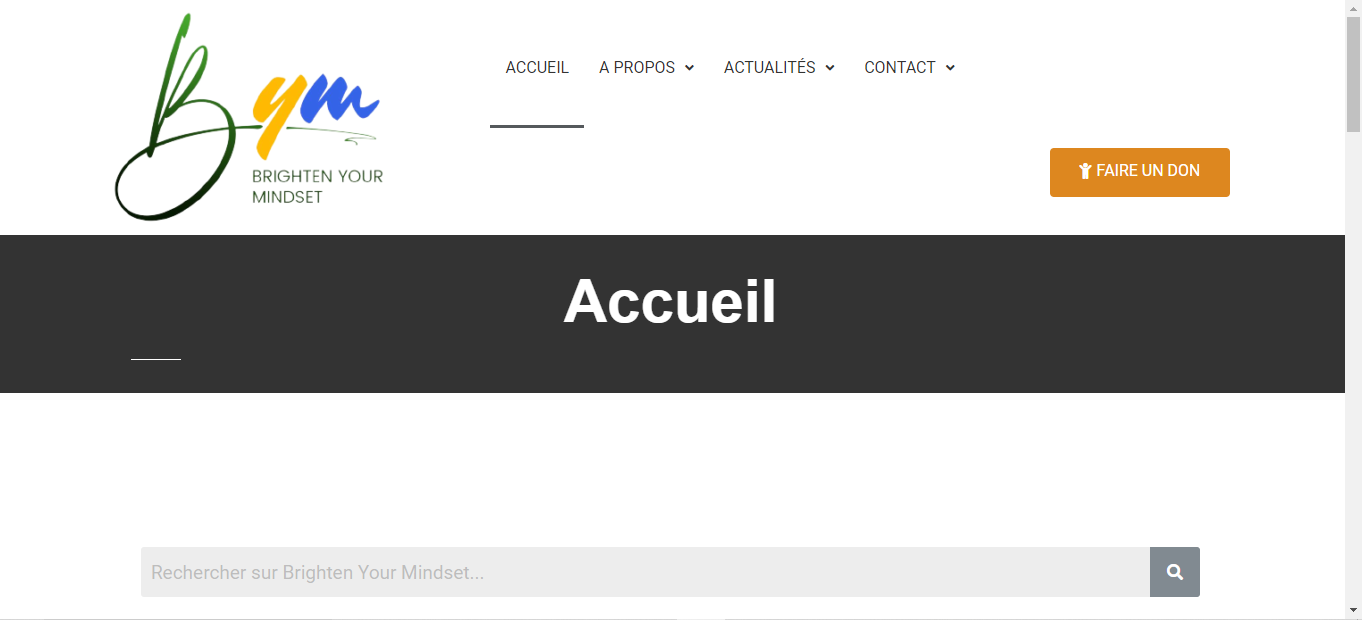 Bym
BRIGHTEN YOUR
MINDSET
ACCUEIL A PROPOS ACTUALITÉS CONTACT
FAIRE UN DON
Accueil
Rechercher sur Brighten Your Mindset...